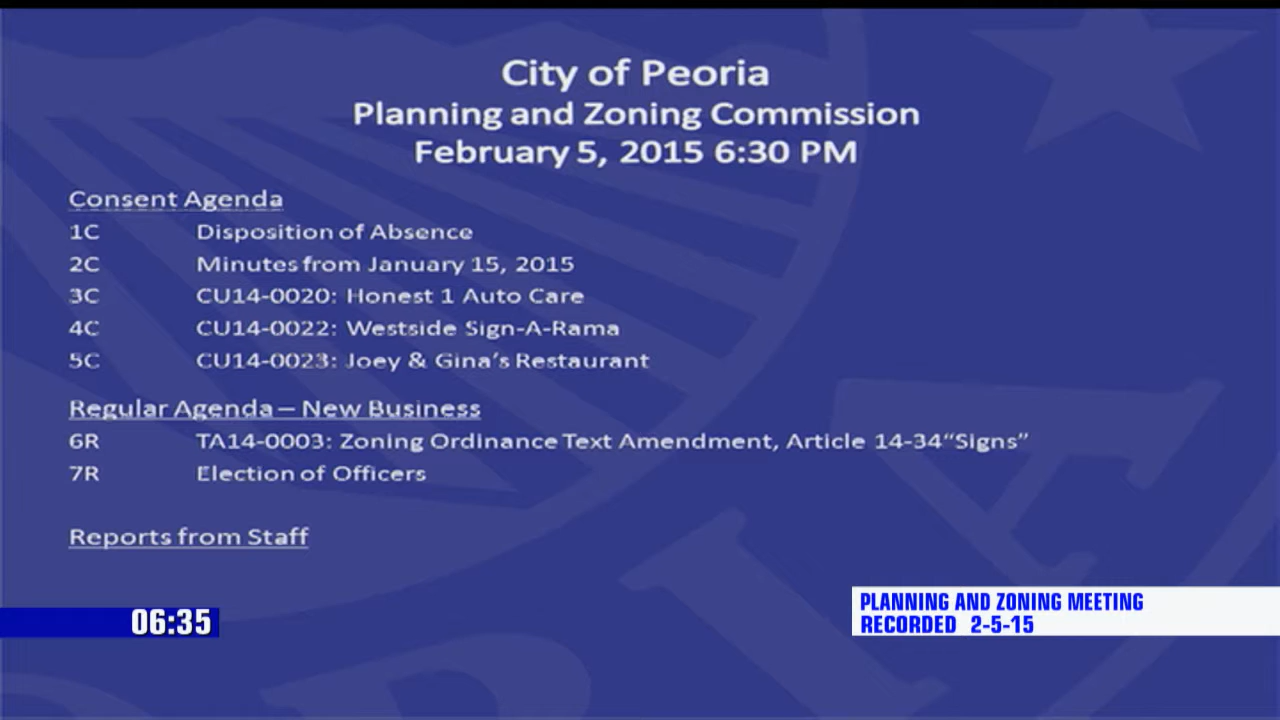 City of Peoria
Planning and Zoning Commission
February 5, 2015 6:30 PM
Consent Agenda
1C Disposition of Absence
2C Minutes from January 15, 2015
3C CU14-0020: Honest 1 Auto Care
4C CU14-0022: Westside Sign-A-Rama
5C CU14-0023: Joey & Gina's Restaurant
Regular Agenda – New Business
6R TA14-0003: Zoning Ordinance Text Amendment, Article 14-34“Signs”
7R Election of Officers
Reports from Staff
06:35
PLANNING AND ZONING MEETING
RECORDED 2-5-15